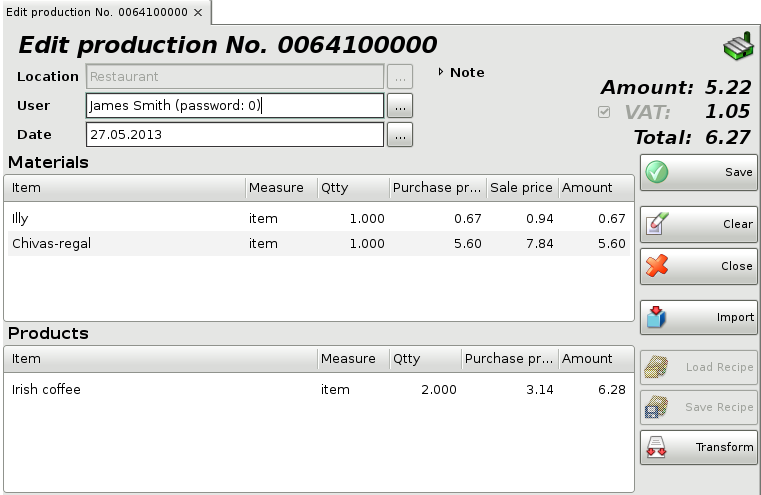 Edit production No. 0064100000 ×
Edit production No. 0064100000
Location Restaurant ...
Note
User James Smith (password: 0) ...
Date 27.05.2013 ...
Amount: 5.22
VAT: 1.05
Total: 6.27
Materials
Item Measure Qtty Purchase pr... Sale price Amount
Illy item 1.000 0.67 0.94 0.67
Chivas-regal item 1.000 5.60 7.84 5.60
Products
Item Measure Qtty Purchase pr... Amount
Irish coffee item 2.000 3.14 6.28
Save
Clear
Close
Import
Load Recipe
Save Recipe
Transform